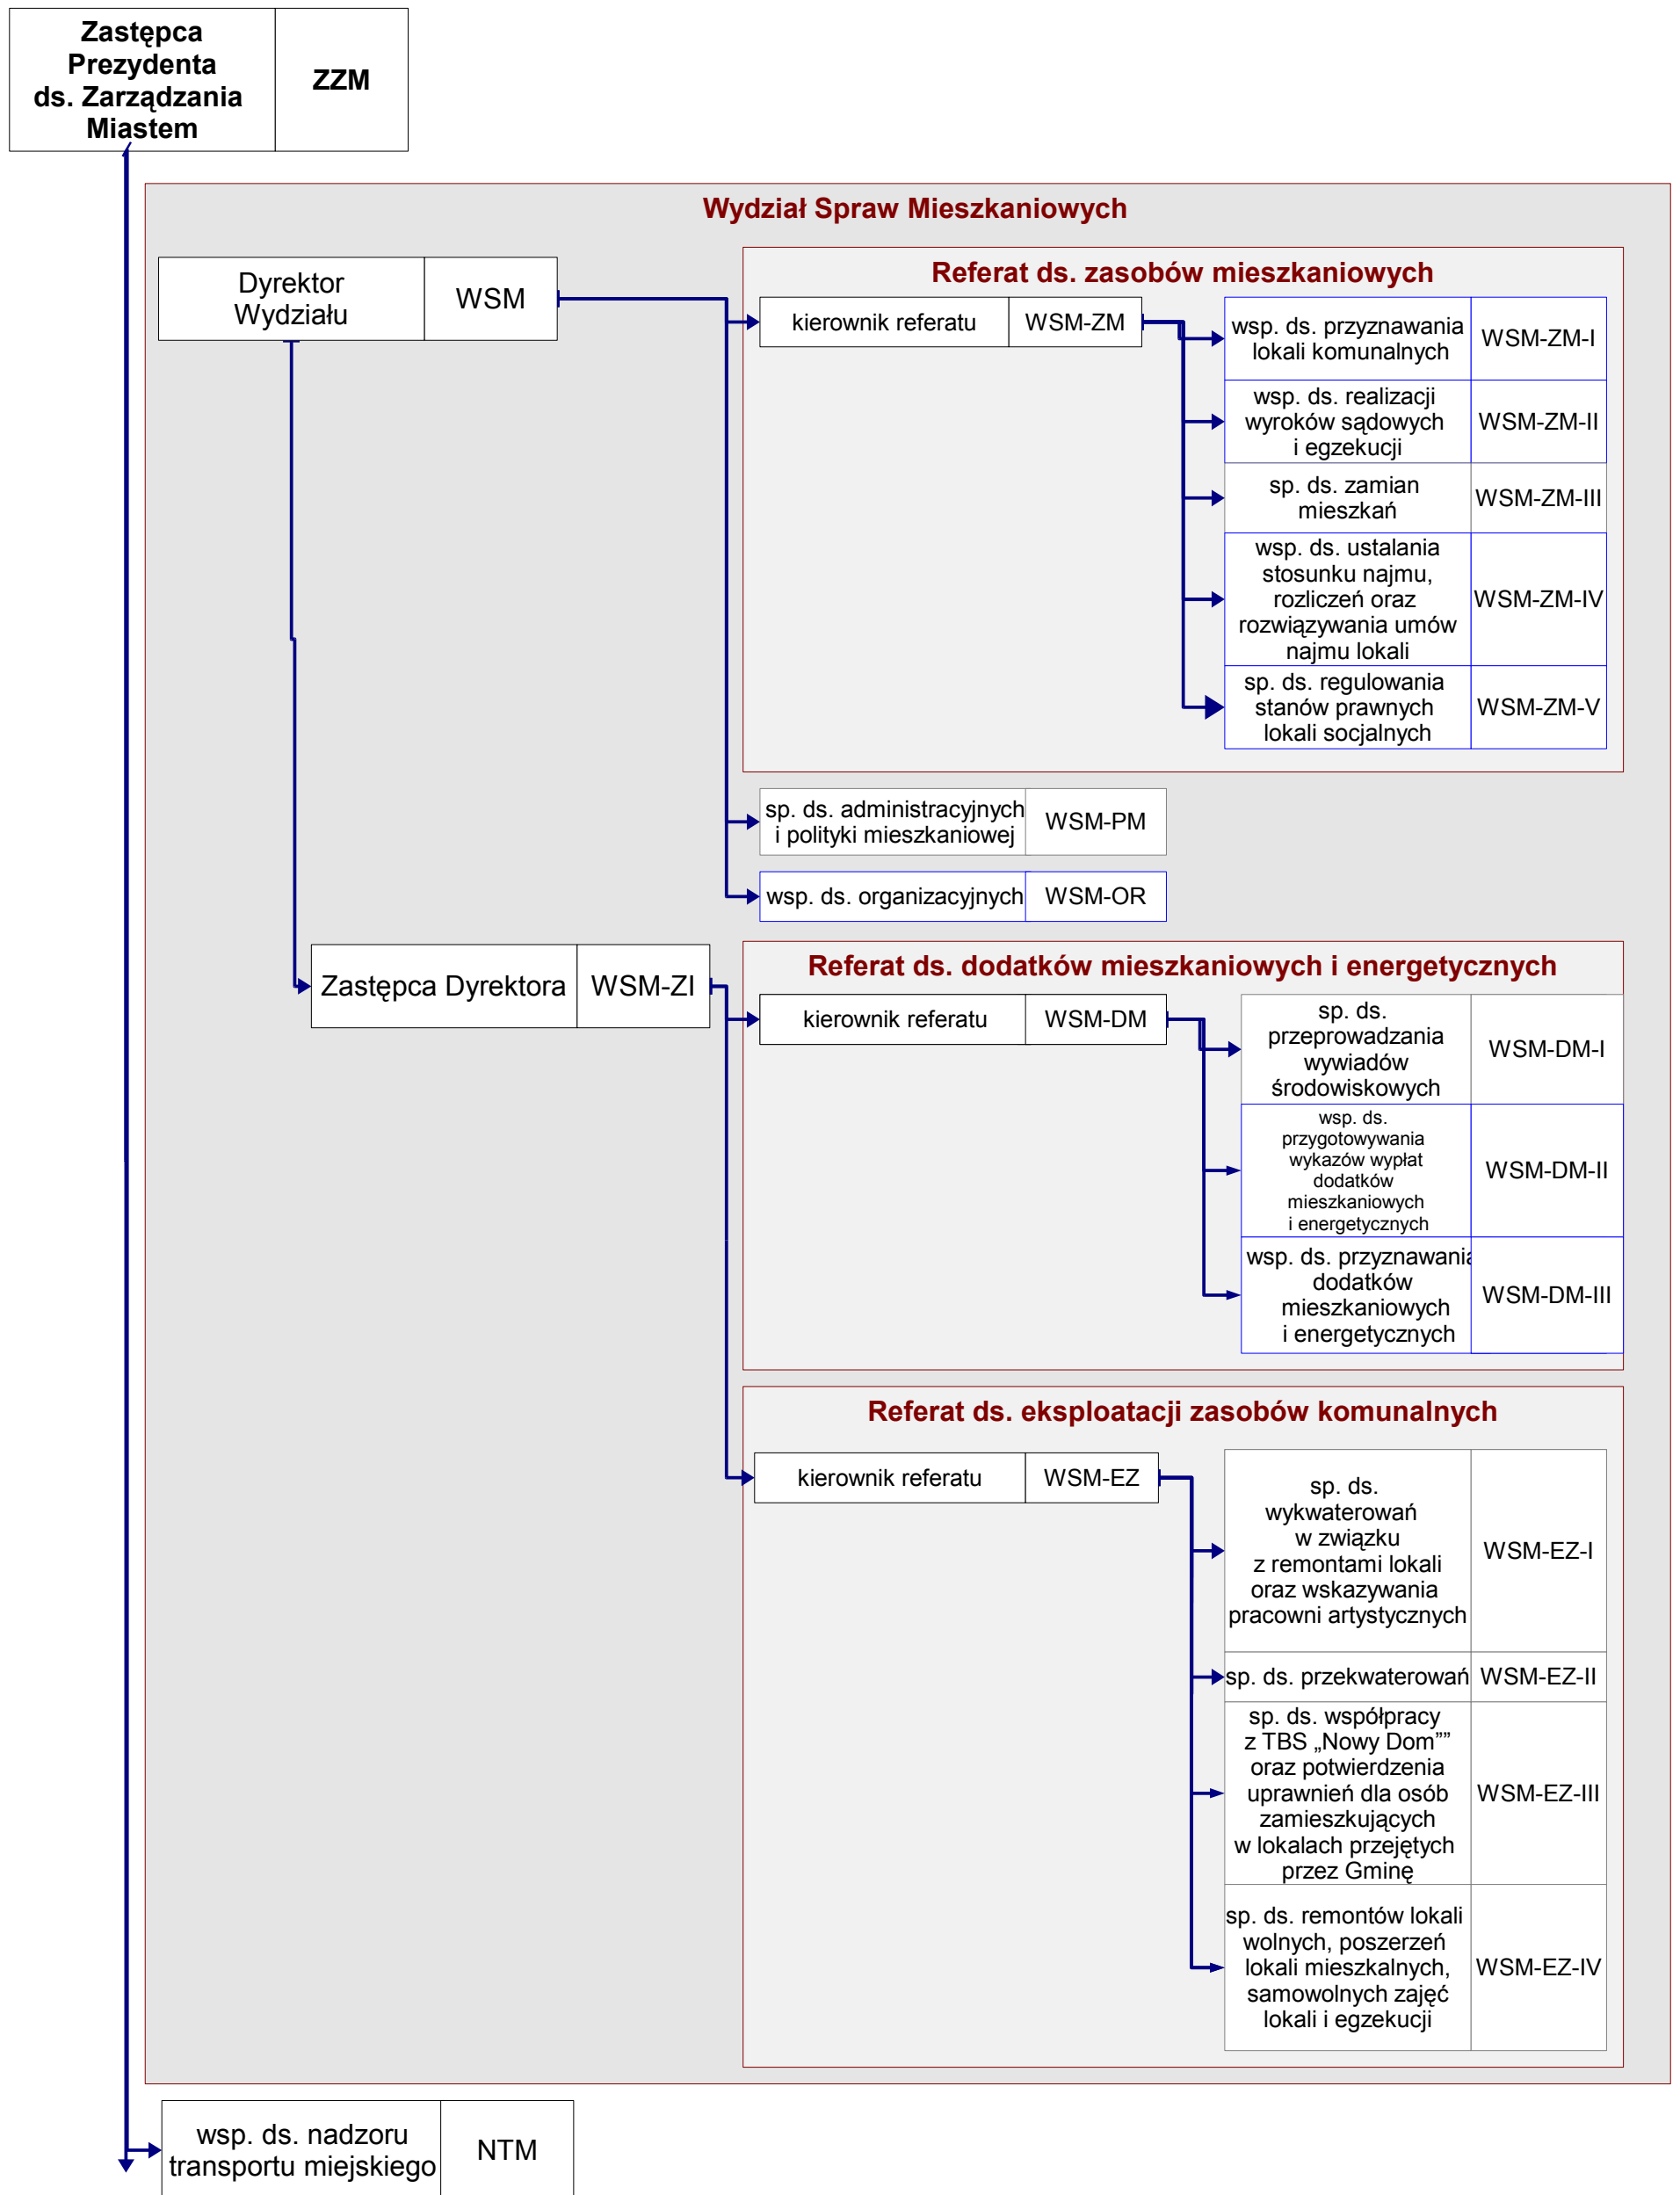 Zastępca
Prezydenta
ds. Zarządzania
Miastem
ZZM
Wydział Spraw Mieszkaniowych
Dyrektor
Wydziału
WSM
Referat ds. zasobów mieszkaniowych
kierownik referatu
WSM-ZM
wsp. ds. przyznawania
lokali komunalnych
WSM-ZM-I
wsp. ds. realizacji
wyroków sądowych
i egzekucji
WSM-ZM-II
sp. ds. zamian
mieszkań
WSM-ZM-III
wsp. ds. ustalania
stosunku najmu,
rozliczeń oraz
rozwiązywania umów
najmu lokali
WSM-ZM-IV
sp. ds. regulowania
stanów prawnych
lokali socjalnych
WSM-ZM-V
sp. ds. administracyjnych
i polityki mieszkaniowej
WSM-PM
wsp. ds. organizacyjnych
WSM-OR
Zastępca Dyrektora
WSM-ZI
Referat ds. dodatków mieszkaniowych i energetycznych
kierownik referatu
WSM-DM
sp. ds.
przeprowadzania
wywiadów
środowiskowych
WSM-DM-I
wsp. ds.
przygotowywania
wykazów wypłat
dodatków
mieszkaniowych
i energetycznych
WSM-DM-II
wsp. ds. przyznawania
dodatków
mieszkaniowych
i energetycznych
WSM-DM-III
Referat ds. eksploatacji zasobów komunalnych
kierownik referatu
WSM-EZ
sp. ds.
wykwaterowań
w związku
z remontami lokali
oraz wskazywania
pracowni artystycznych
WSM-EZ-I
sp. ds. przekwaterowań
WSM-EZ-II
sp. ds. współpracy
z TBS „Nowy Dom””
oraz potwierdzenia
uprawnień dla osób
zamieszkujących
w lokalach przejętych
przez Gminę
WSM-EZ-III
sp. ds. remontów lokali
wolnych, poszerzeń
lokali mieszkalnych,
samowolnych zajęć
lokali i egzekucji
WSM-EZ-IV
wsp. ds. nadzoru
transportu miejskiego
NTM